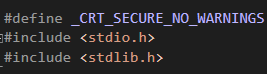 #define _CRT_SECURE_NO_WARNINGS
#include <stdio.h>
#include <stdlib.h>